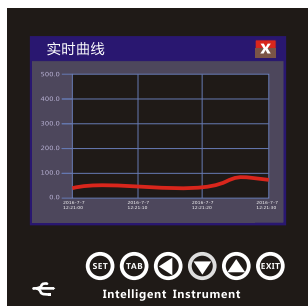 实时曲线
X
500.0
400.0
300.0
200.0
100.0
0.0
2016-7-7 2016-7-7 2016-7-7 2016-7-7
12:21:00 12:21:10 12:21:20 12:21:30
SET TAB EXIT
Intelligent Instrument